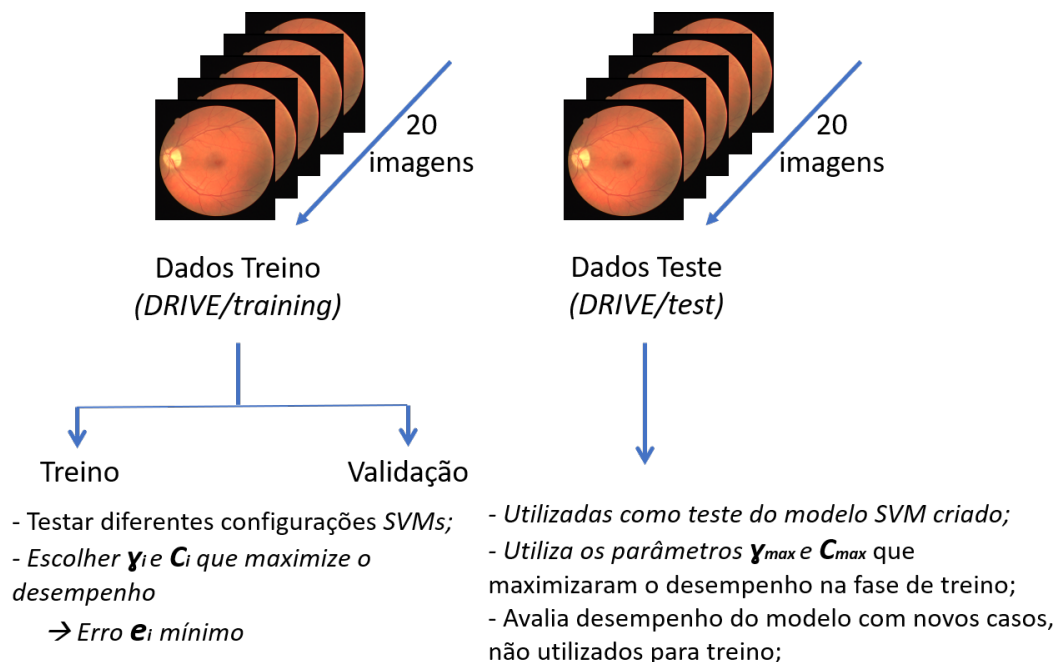 20
imagens
Dados Treino
(DRIVE/training)
Treino
Validação
- Testar diferentes configurações SVMs;
- Escolher ɣi e Ci que maximize o
desempenho
→ Erro ei mínimo
20
imagens
Dados Teste
(DRIVE/test)
- Utilizadas como teste do modelo SVM criado;
- Utiliza os parâmetros ɣmax e Cmax que
maximizaram o desempenho na fase de treino;
- Avalia desempenho do modelo com novos casos,
não utilizados para treino;